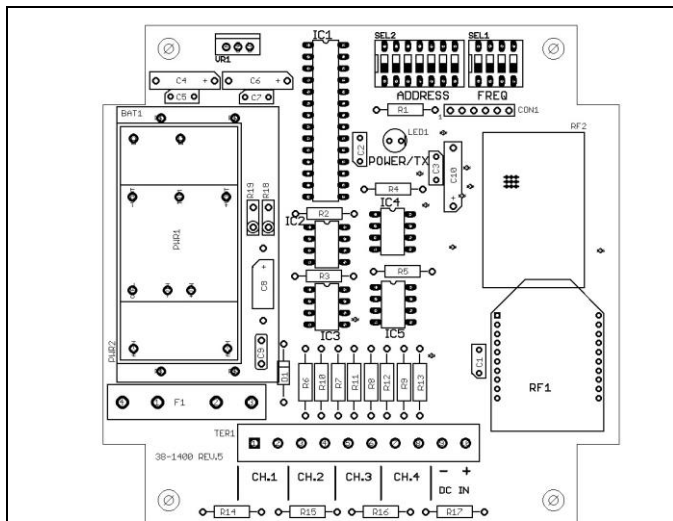 IC1
SEL2
SEL1
VR1
C4 +
C6 +
C5
C7
ADDRESS
FREQ
BAT1
R1
1
CON1
LED1
RF2
C2
POWER/TX
C3
C10
+
R19
R18
R4
IC2
R2
IC4
PWR1
R3
R5
C8
+
IC3
IC5
PWR2
C9
D1
C1
RF1
R6
R10
R7
R11
R8
R12
R9
R13
F1
TER1
38-1400 REV.5
CH.1
CH.2
CH.3
CH.4
- +
DC IN
R14
R15
R16
R17